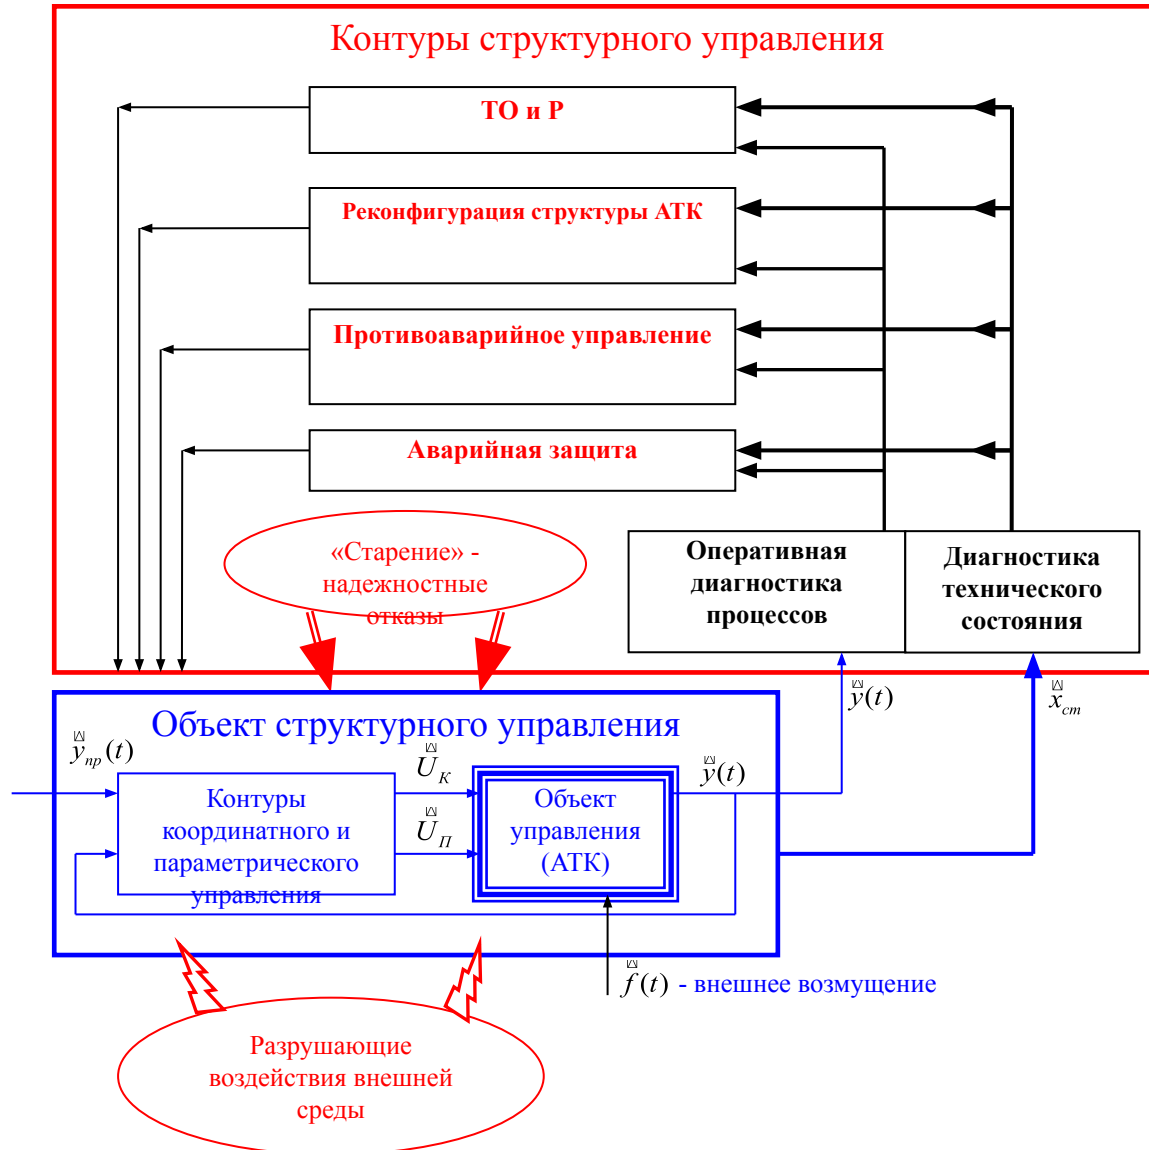 Контуры структурного управления
ТО и Р
Реконфигурация структуры АТК
Противоаварийное управление
Аварийная защита
«Старение» -
надежностные
отказы
Оперативная
диагностика
процессов
Диагностика
технического
состояния
y(t)
x_ст
Объект структурного управления
y_пр(t)
U_К
y(t)
Контуры
координатного и
параметрического
управления
U_П
Объект
управления
(АТК)
f(t) - внешнее возмущение
Разрушающие
воздействия внешней
среды